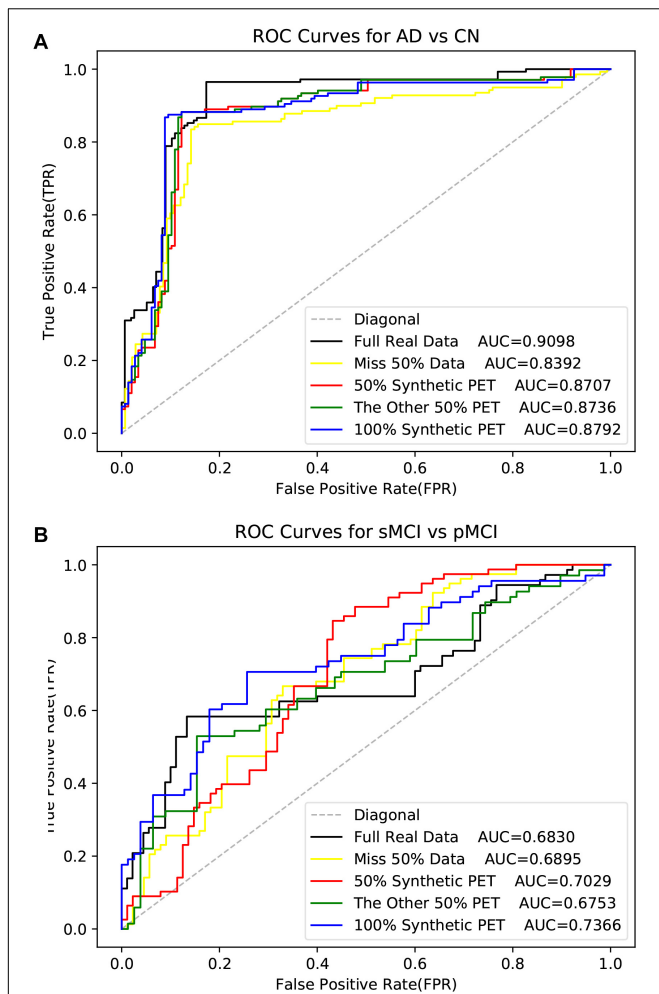 A
ROC Curves for AD vs CN
1.0
0.8
0.6
0.4
0.2
0.0
True Positive Rate(TPR)
Diagonal
Full Real Data AUC=0.9098
Miss 50% Data AUC=0.8392
50% Synthetic PET AUC=0.8707
The Other 50% PET AUC=0.8736
100% Synthetic PET AUC=0.8792
0.0 0.2 0.4 0.6 0.8 1.0
False Positive Rate(FPR)
B
ROC Curves for sMCI vs pMCI
1.0
0.8
0.6
0.4
0.2
0.0
True Positive Rate(TPR)
Diagonal
Full Real Data AUC=0.6830
Miss 50% Data AUC=0.6895
50% Synthetic PET AUC=0.7029
The Other 50% PET AUC=0.6753
100% Synthetic PET AUC=0.7366
0.0 0.2 0.4 0.6 0.8 1.0
False Positive Rate(FPR)